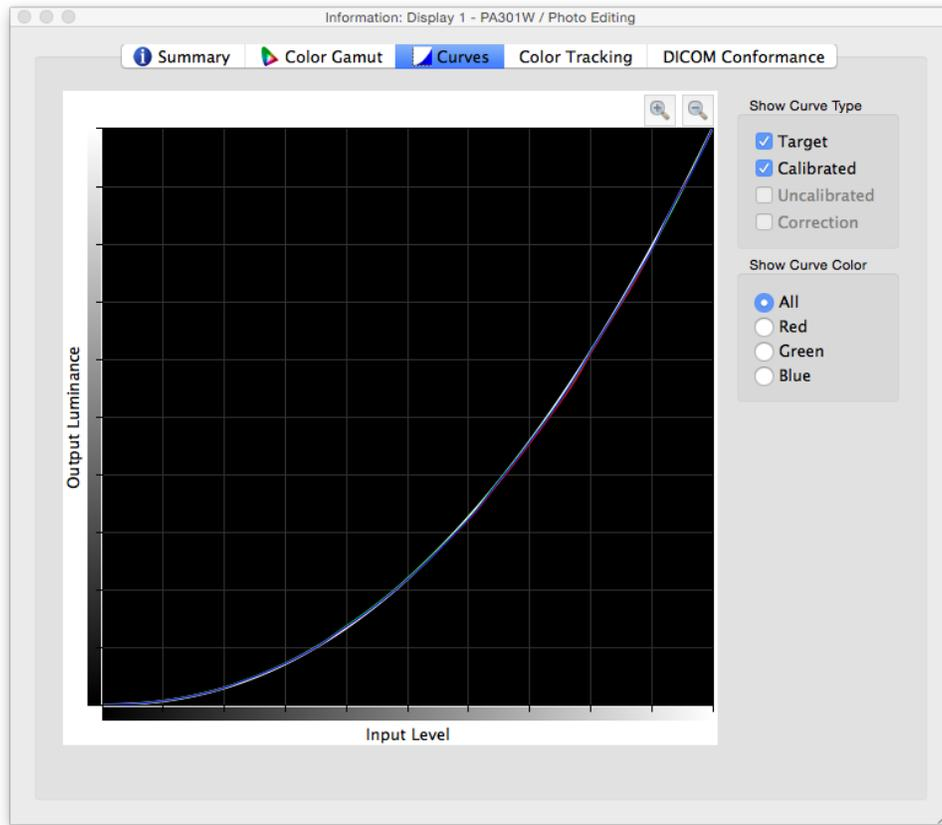 Information: Display 1 - PA301W / Photo Editing
Summary
Color Gamut
Curves
Color Tracking
DICOM Conformance
Show Curve Type
Target
Calibrated
Uncalibrated
Correction
Show Curve Color
All
Red
Green
Blue
Output Luminance
Input Level